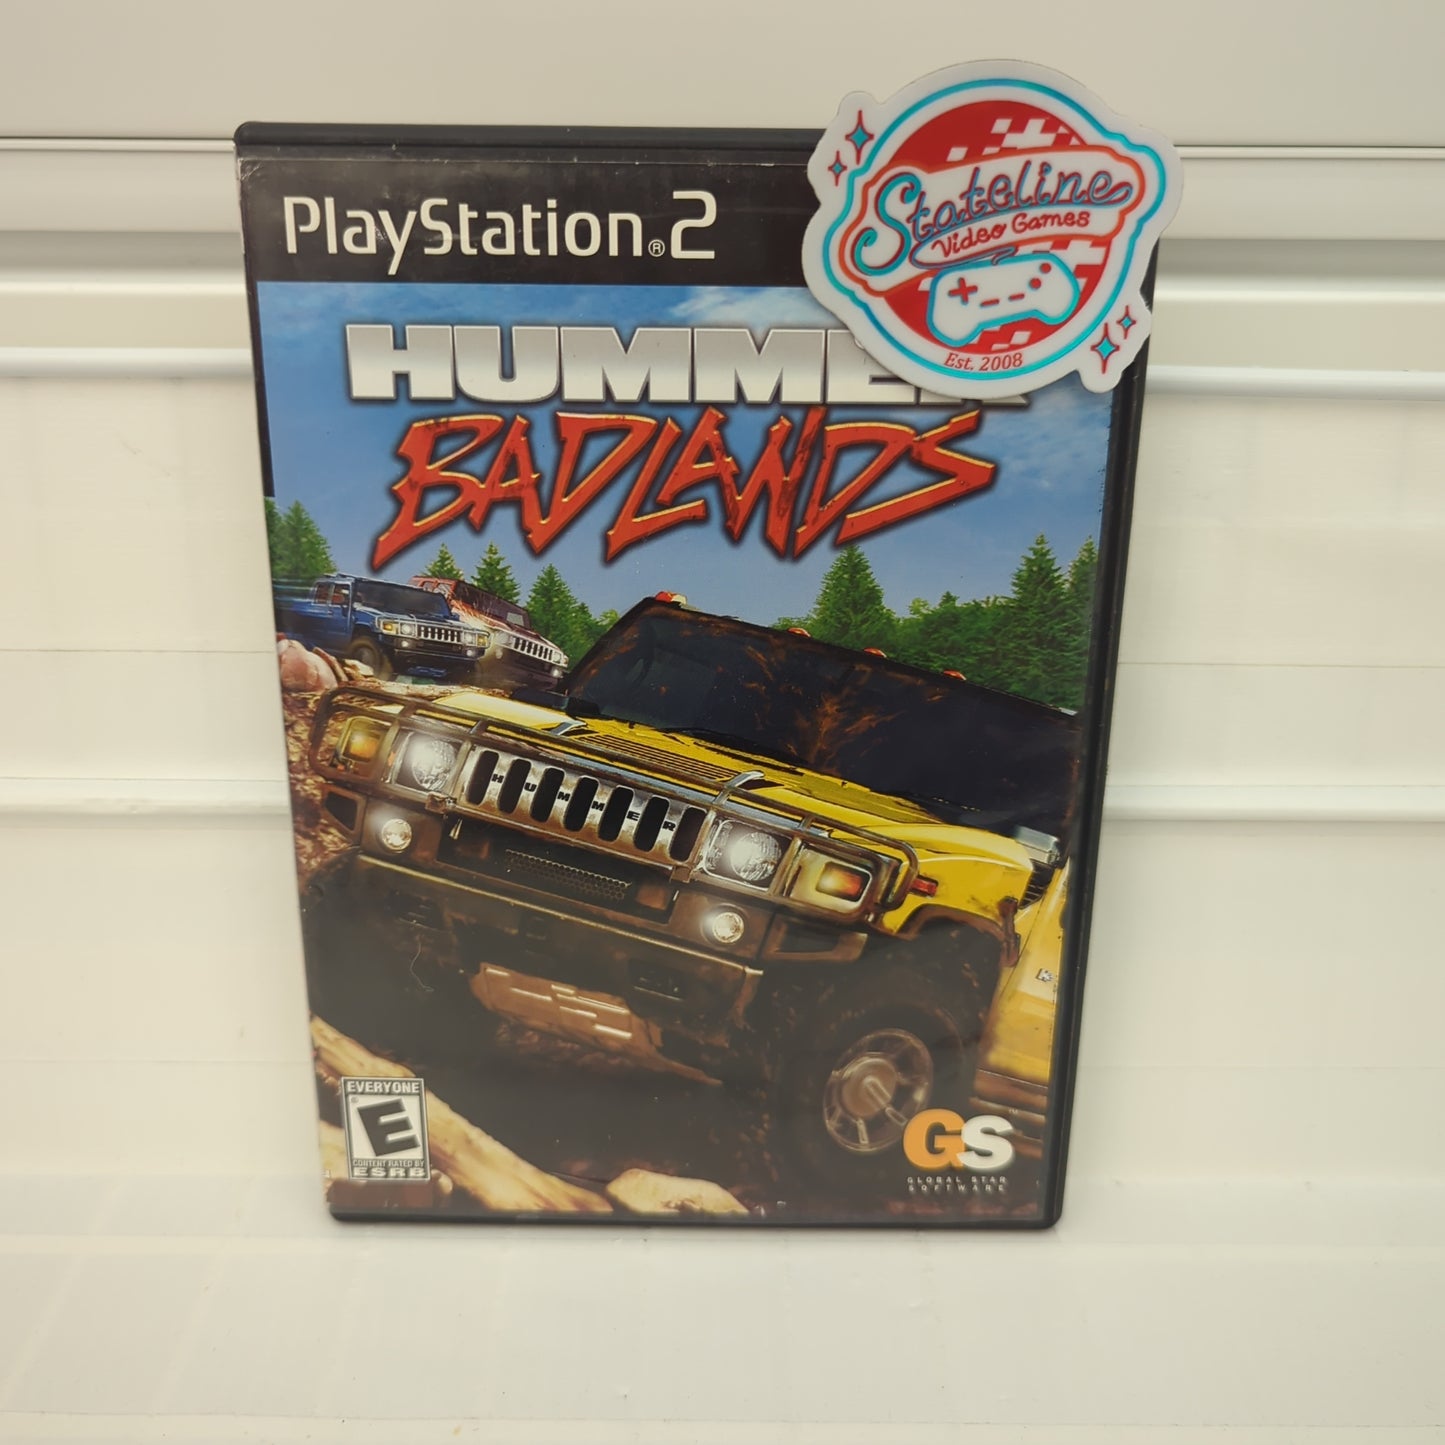 PlayStation®2
Stateline
Video Games
Est. 2008
HUMMER
BADLANDS
HUMMER
EVERYONE
E
CONTENT RATED BY
ESRB
GS
GLOBAL STAR
SOFTWARE